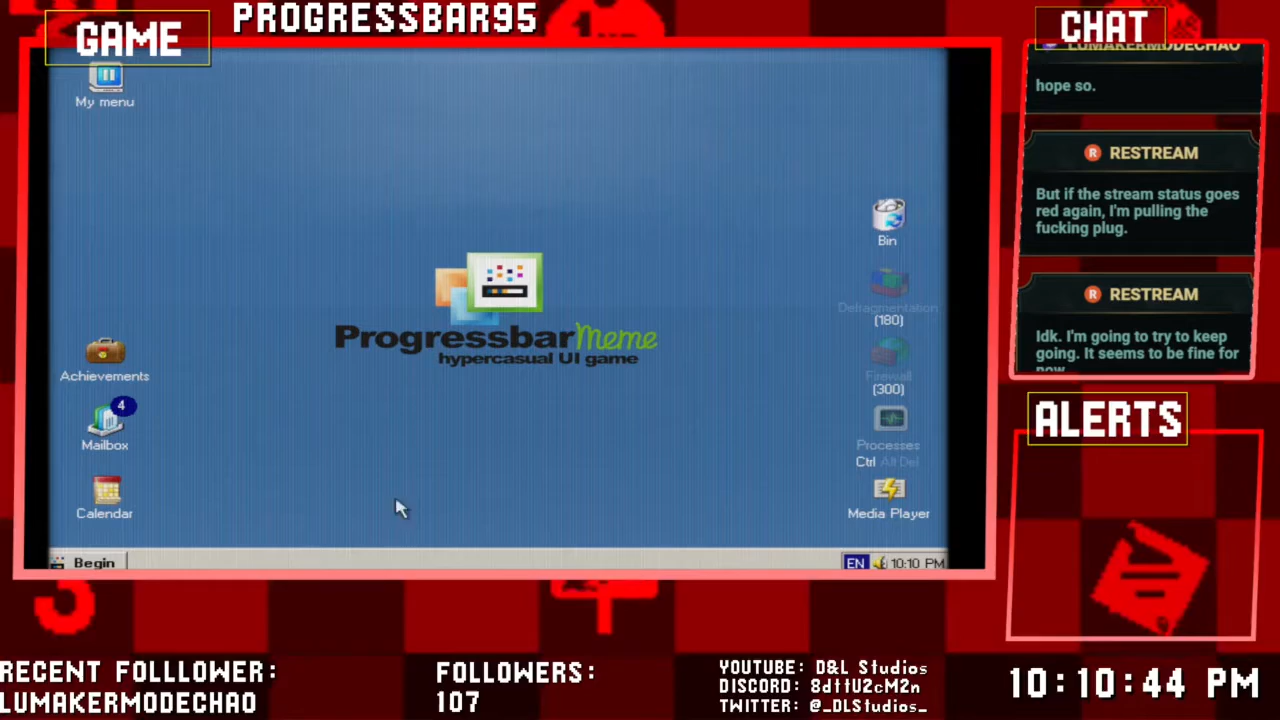 GAME
PROGRESSBAR95
CHAT
My menu
LUMAKERMODECHAO
hope so.
RESTREAM
But if the stream status goes
red again, I'm pulling the
fucking plug.
RESTREAM
Idk. I'm going to try to keep
going. It seems to be fine for
now.
Bin
Defragmentation
(180)
Firewall
(300)
Processes
Ctrl Alt Del
Media Player
ProgressbarMeme
hypercasual UI game
Achievements
4
Mailbox
Calendar
Begin
EN
10:10 PM
ALERTS
RECENT FOLLLOWER:
LUMAKERMODECHAO
FOLLOWERS:
107
YOUTUBE: D&L Studios
DISCORD: 8dttU2cM2n
TWITTER: @_DLStudios_
10:10:44 PM